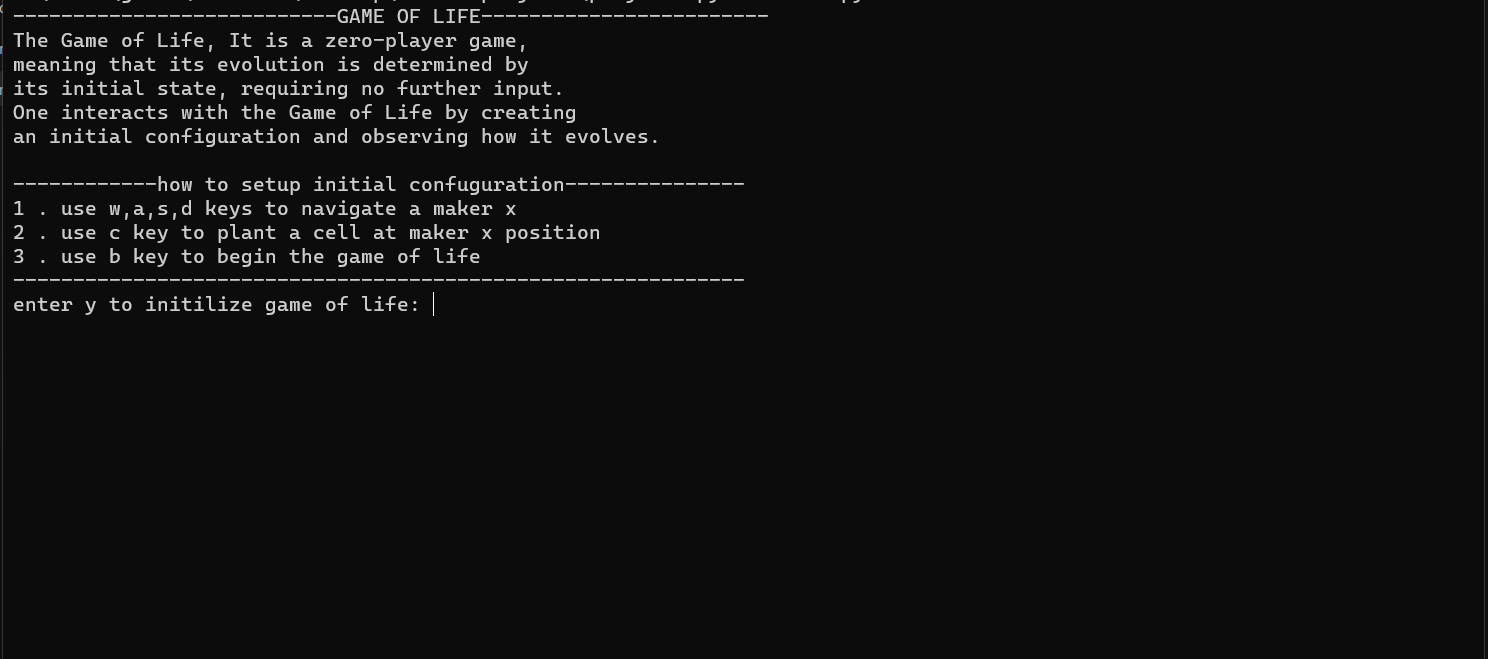 ---------------------------GAME OF LIFE------------------------
The Game of Life, It is a zero-player game,
meaning that its evolution is determined by
its initial state, requiring no further input.
One interacts with the Game of Life by creating
an initial configuration and observing how it evolves.
------------how to setup initial confuguration---------------
1 . use w,a,s,d keys to navigate a maker x
2 . use c key to plant a cell at maker x position
3 . use b key to begin the game of life
-------------------------------------------------------------
enter y to initilize game of life: